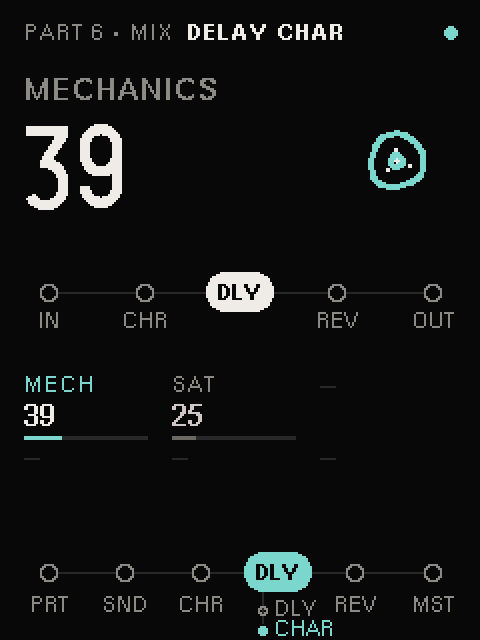 PART 6 · MIX DELAY CHAR
MECHANICS
39
DLY
IN CHR REV OUT
MECH SAT —
39 25
— — —
DLY
PRT SND CHR DLY REV MST
CHAR